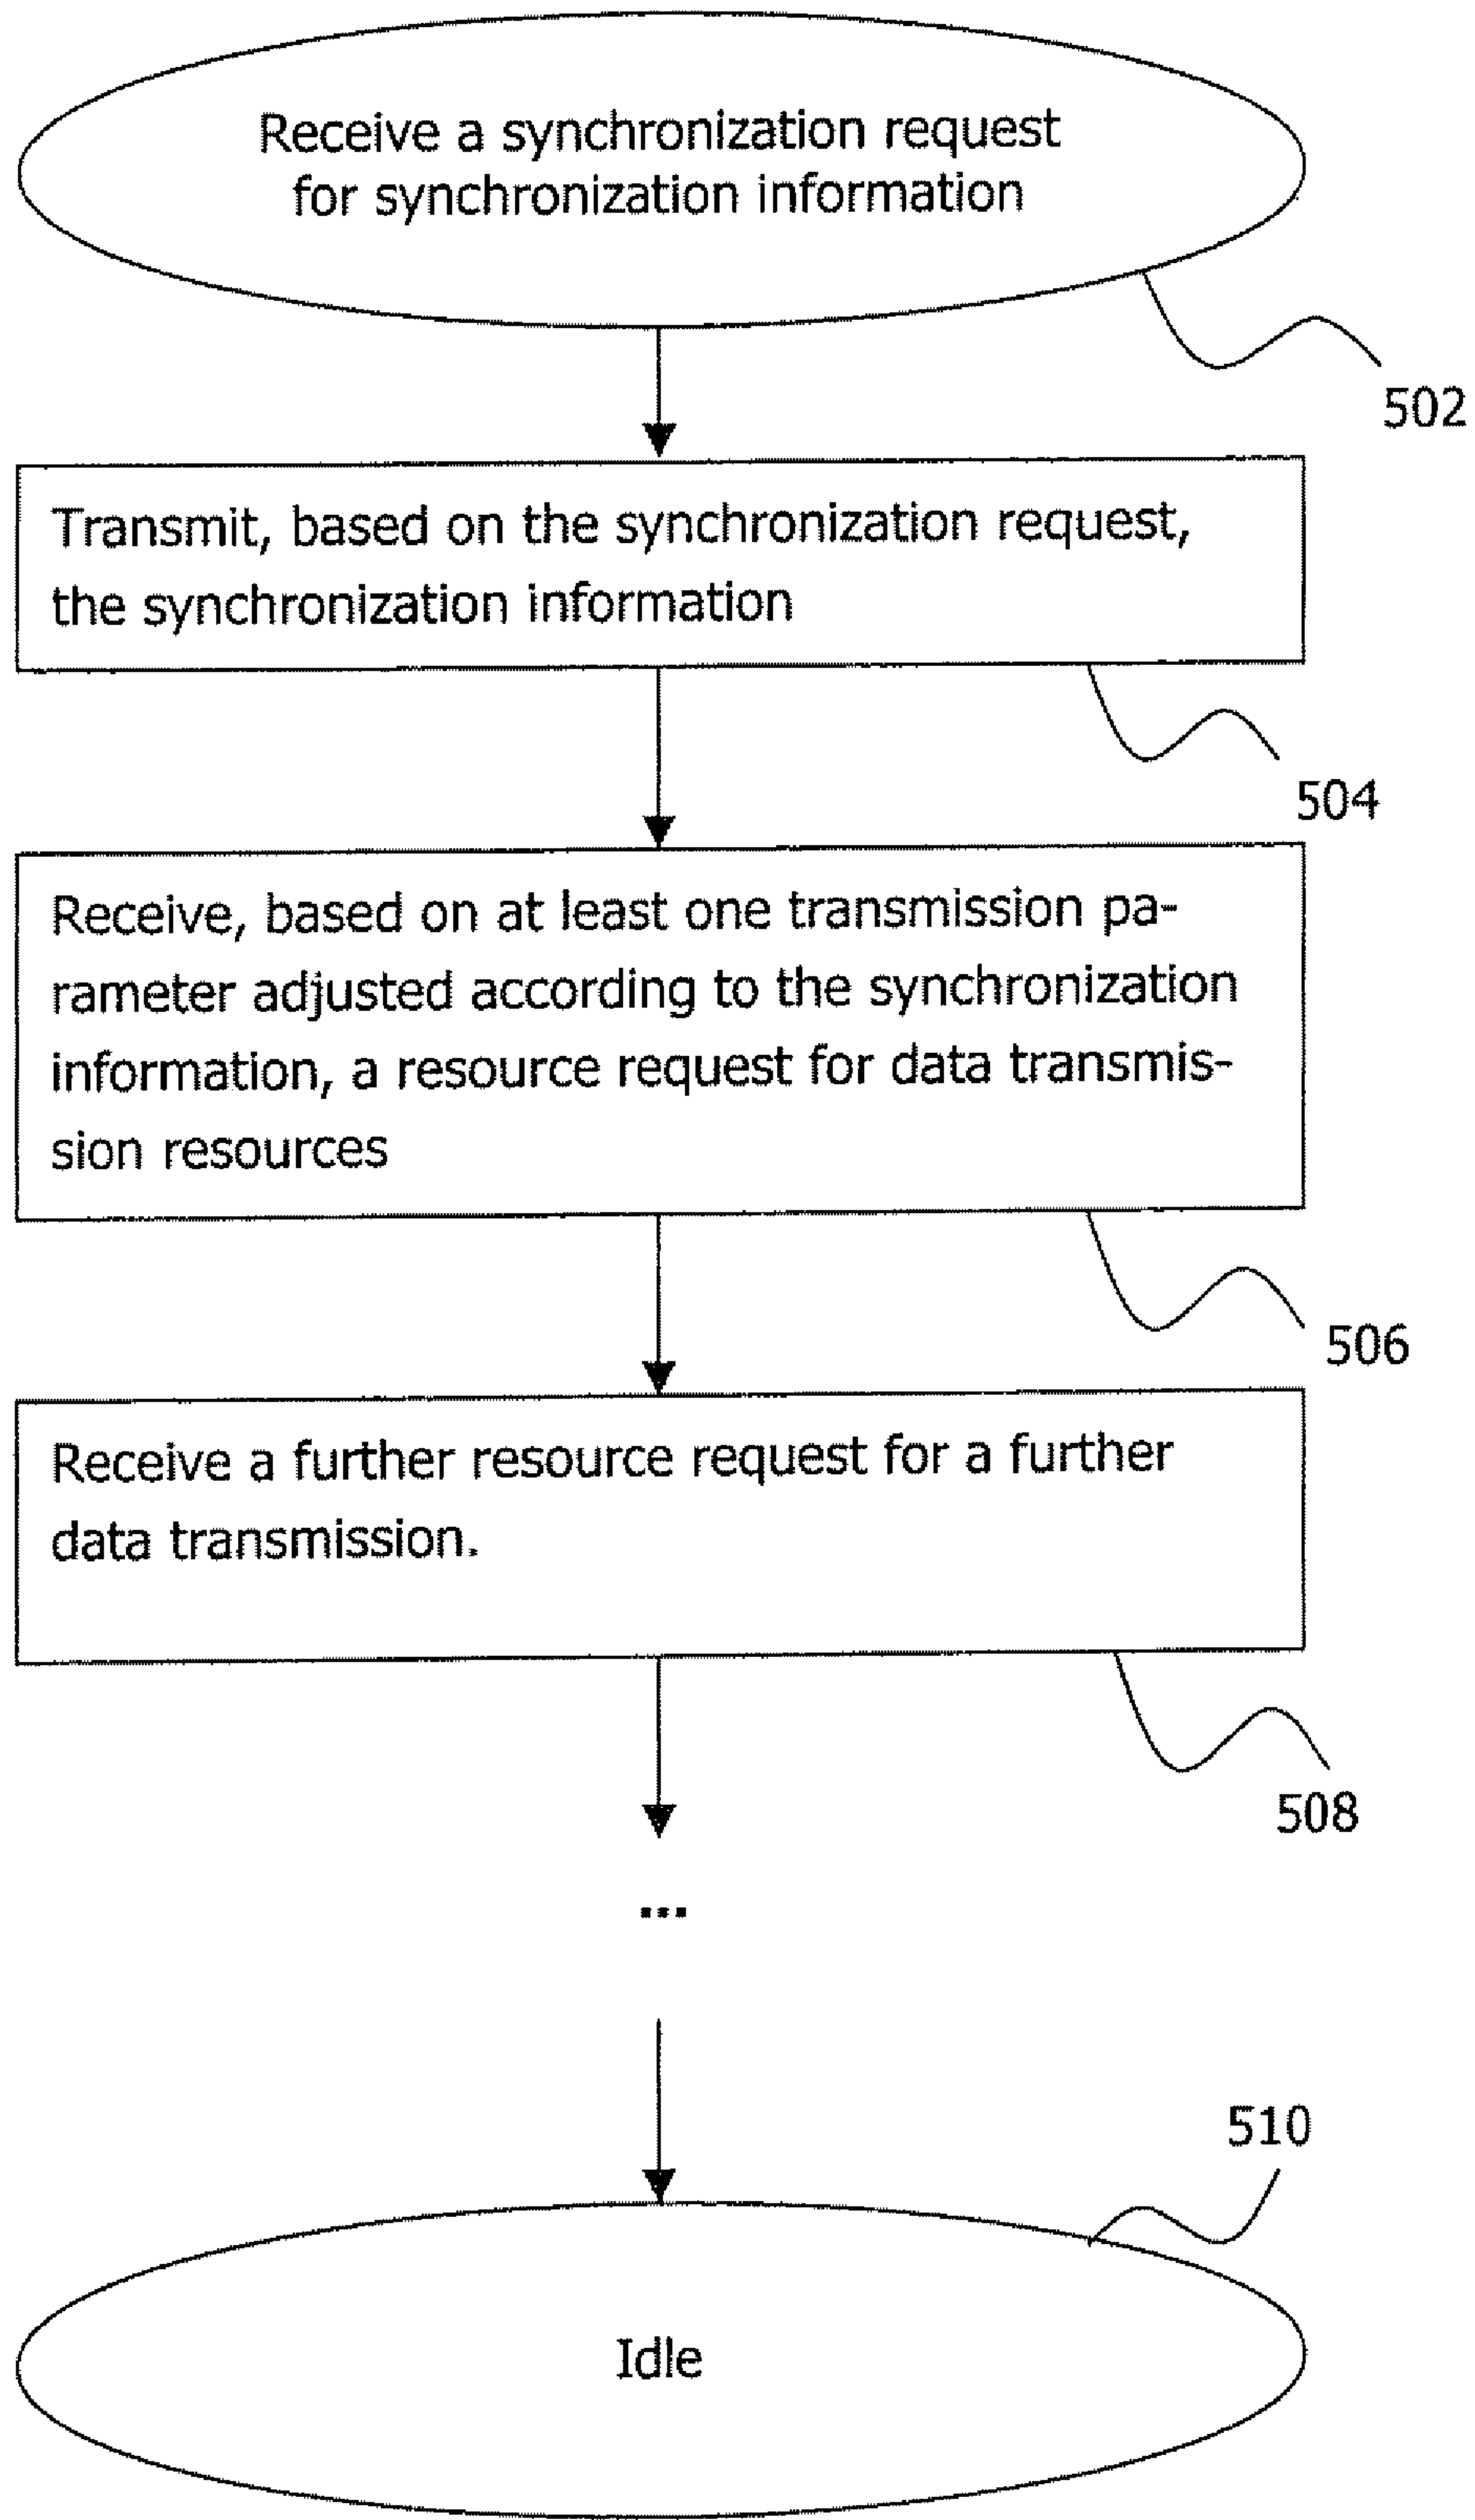 Receive a synchronization request
for synchronization information
502
Transmit, based on the synchronization request,
the synchronization information
504
Receive, based on at least one transmission pa-
rameter adjusted according to the synchronization
information, a resource request for data transmis-
sion resources
506
Receive a further resource request for a further
data transmission.
508
...
510
Idle